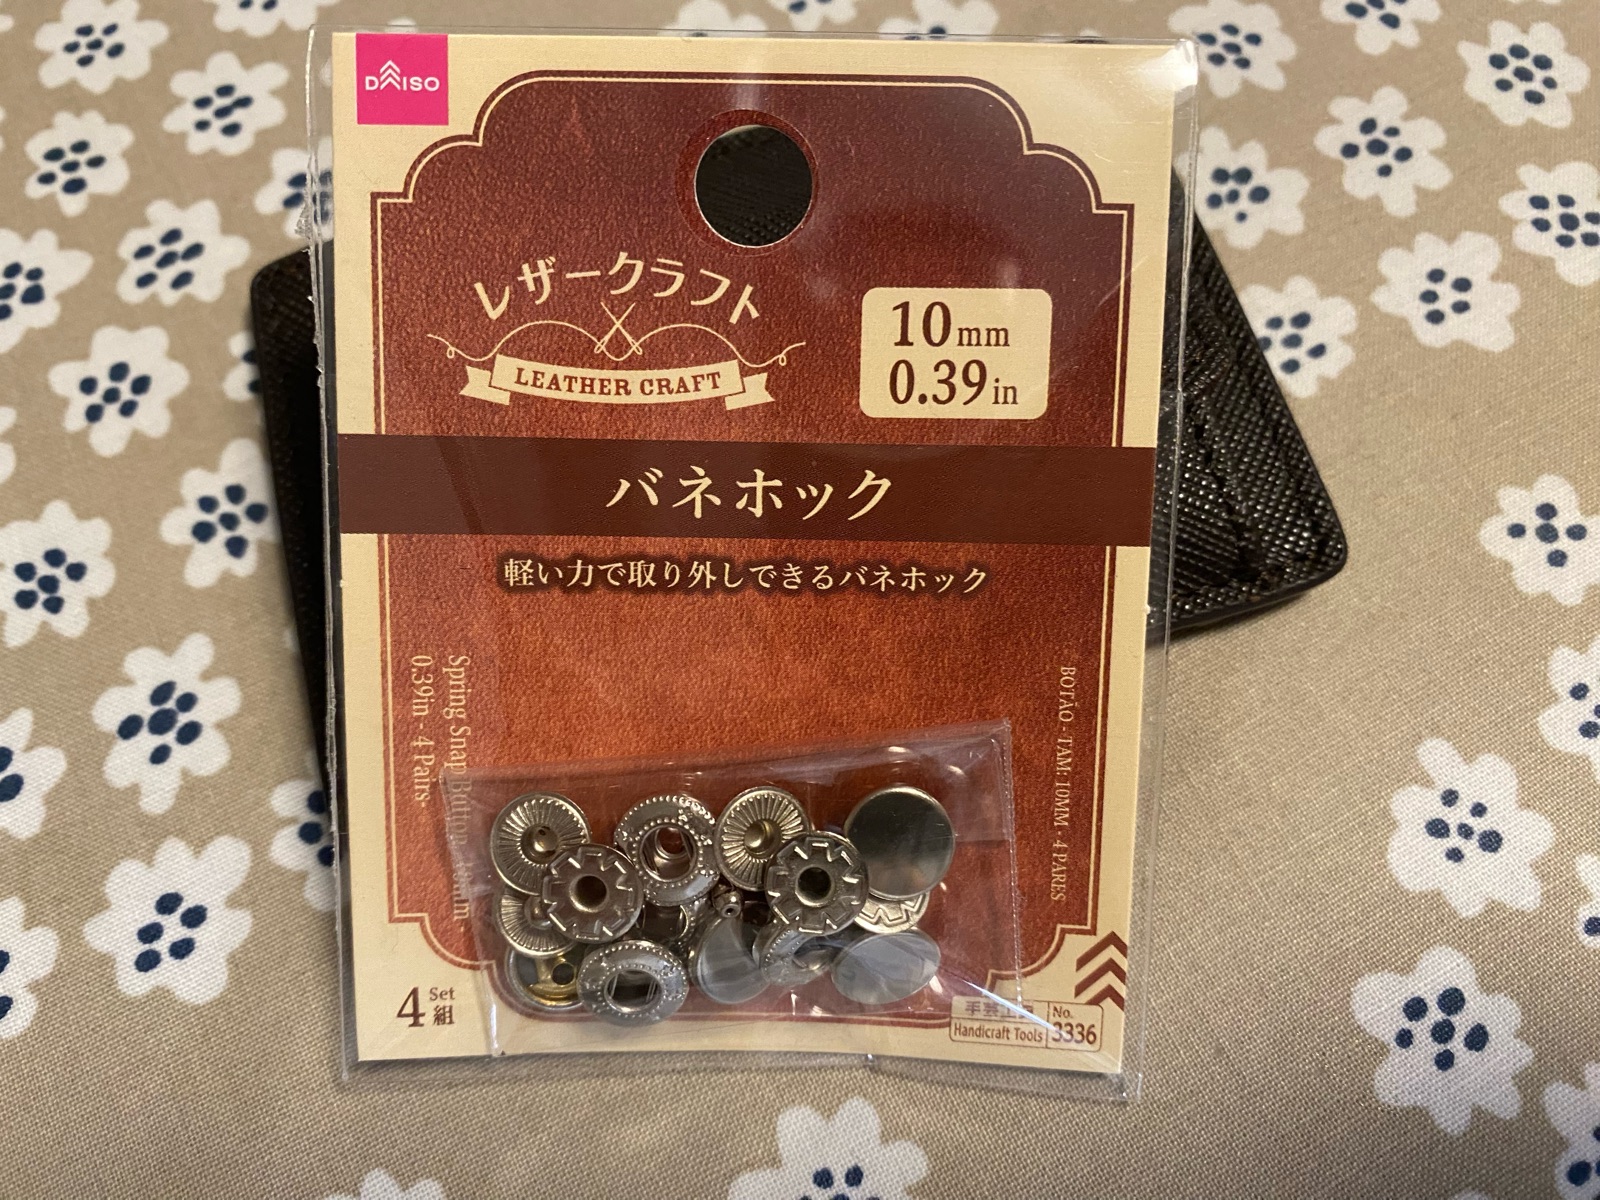 DAISO
レザークラフト
LEATHER CRAFT
10mm
0.39in
バネホック
軽い力で取り外しできるバネホック
Spring Snap Button
0.39in - 4 Pairs-
BOTÃO - TAM: 10MM - 4 PARES
4 Set 組
手芸工具
Handicraft Tools
No. 3336